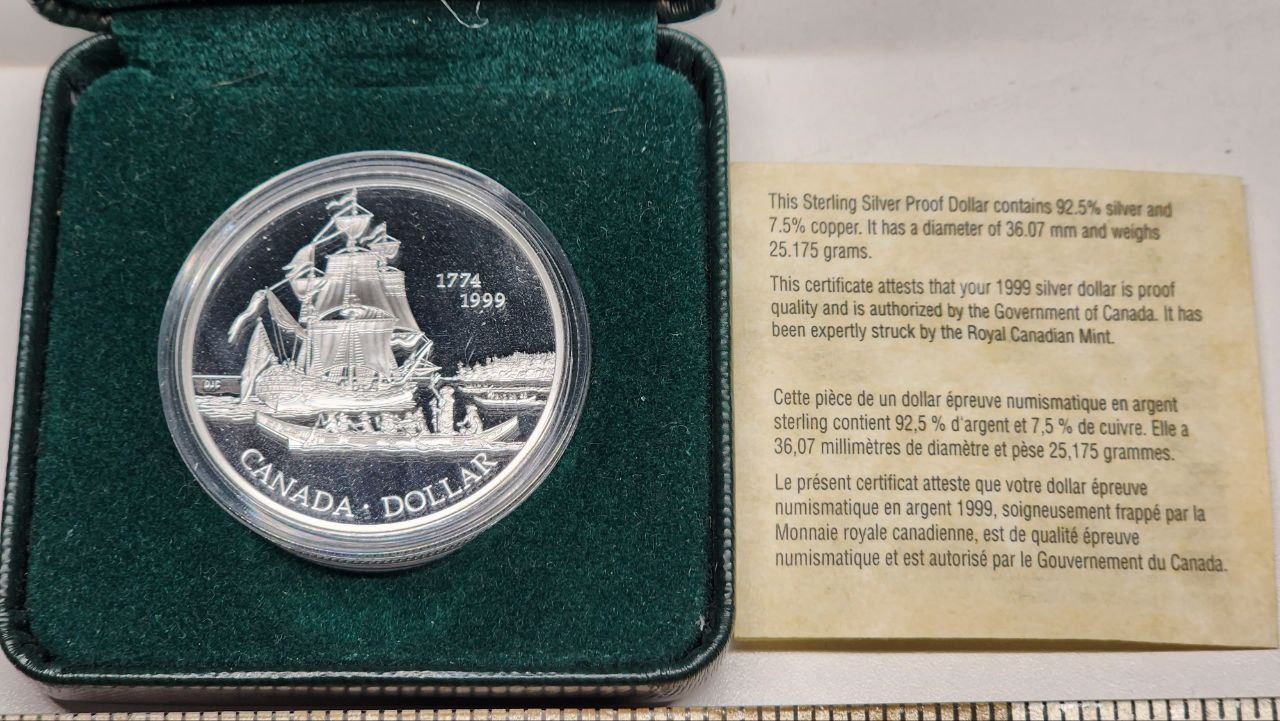 1774
1999
DJC
CANADA · DOLLAR
This Sterling Silver Proof Dollar contains 92.5% silver and
7.5% copper. It has a diameter of 36.07 mm and weighs
25.175 grams.
This certificate attests that your 1999 silver dollar is proof
quality and is authorized by the Government of Canada. It has
been expertly struck by the Royal Canadian Mint.
Cette pièce de un dollar épreuve numismatique en argent
sterling contient 92,5 % d'argent et 7,5 % de cuivre. Elle a
36,07 millimètres de diamètre et pèse 25,175 grammes.
Le présent certificat atteste que votre dollar épreuve
numismatique en argent 1999, soigneusement frappé par la
Monnaie royale canadienne, est de qualité épreuve
numismatique et est autorisé par le Gouvernement du Canada.